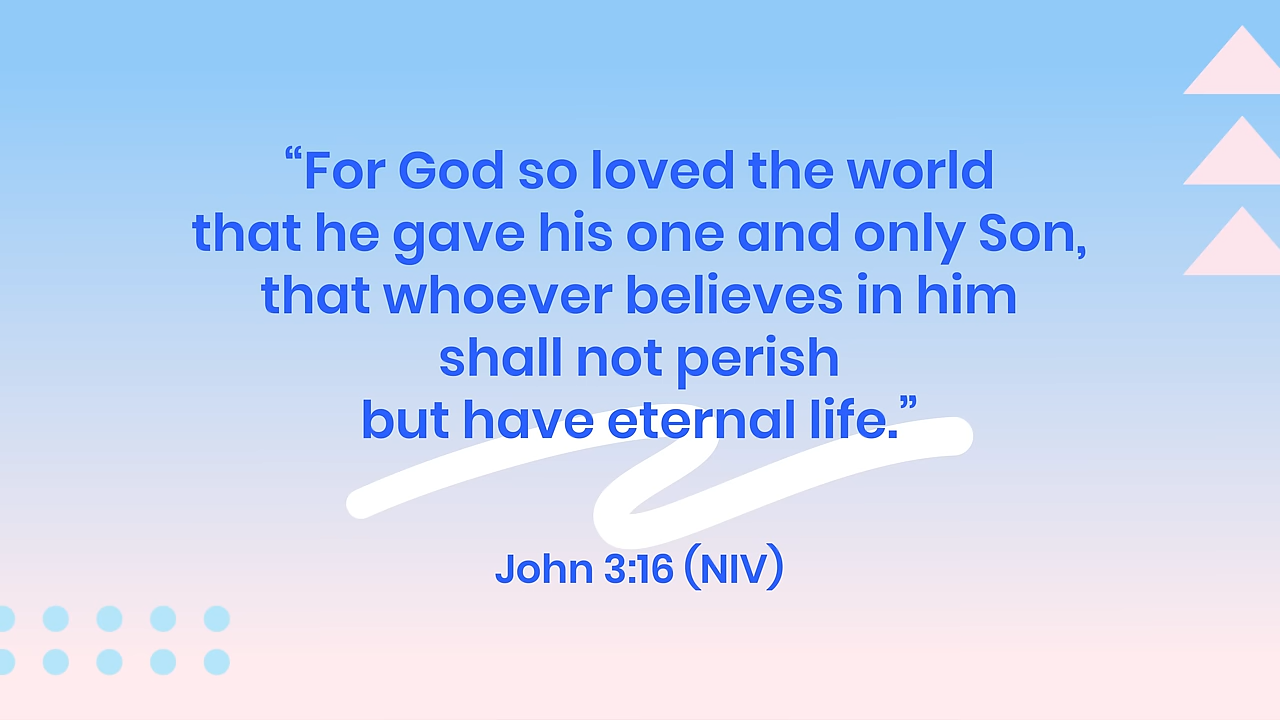 “For God so loved the world
that he gave his one and only Son,
that whoever believes in him
shall not perish
but have eternal life.”
John 3:16 (NIV)